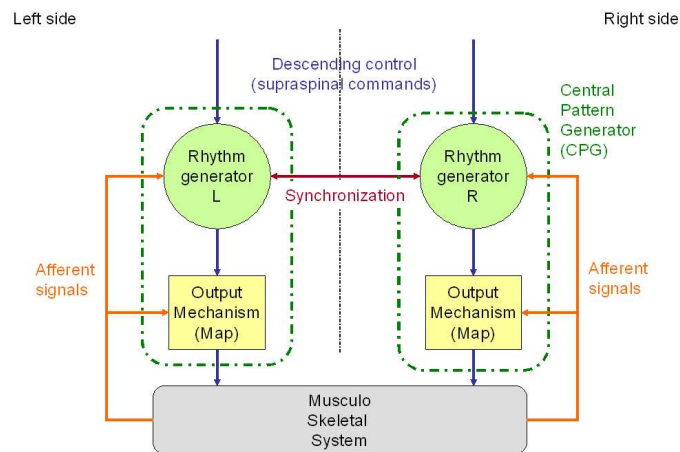 Left side
Right side
Descending control
(supraspinal commands)
Central
Pattern
Generator
(CPG)
Rhythm
generator
L
Synchronization
Rhythm
generator
R
Afferent
signals
Output
Mechanism
(Map)
Output
Mechanism
(Map)
Afferent
signals
Musculo
Skeletal
System